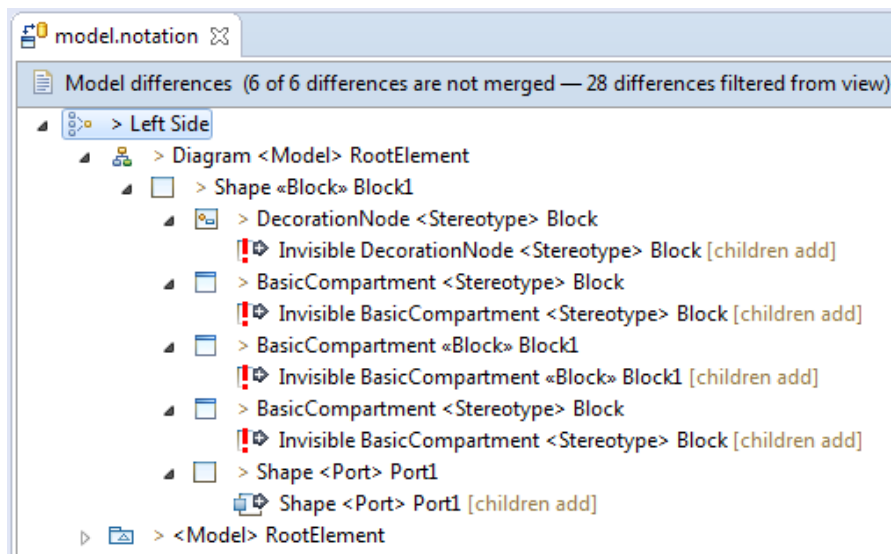 model.notation
Model differences (6 of 6 differences are not merged — 28 differences filtered from view)
> Left Side
> Diagram <Model> RootElement
> Shape «Block» Block1
> DecorationNode <Stereotype> Block
Invisible DecorationNode <Stereotype> Block [children add]
> BasicCompartment <Stereotype> Block
Invisible BasicCompartment <Stereotype> Block [children add]
> BasicCompartment «Block» Block1
Invisible BasicCompartment «Block» Block1 [children add]
> BasicCompartment <Stereotype> Block
Invisible BasicCompartment <Stereotype> Block [children add]
> Shape <Port> Port1
Shape <Port> Port1 [children add]
> <Model> RootElement